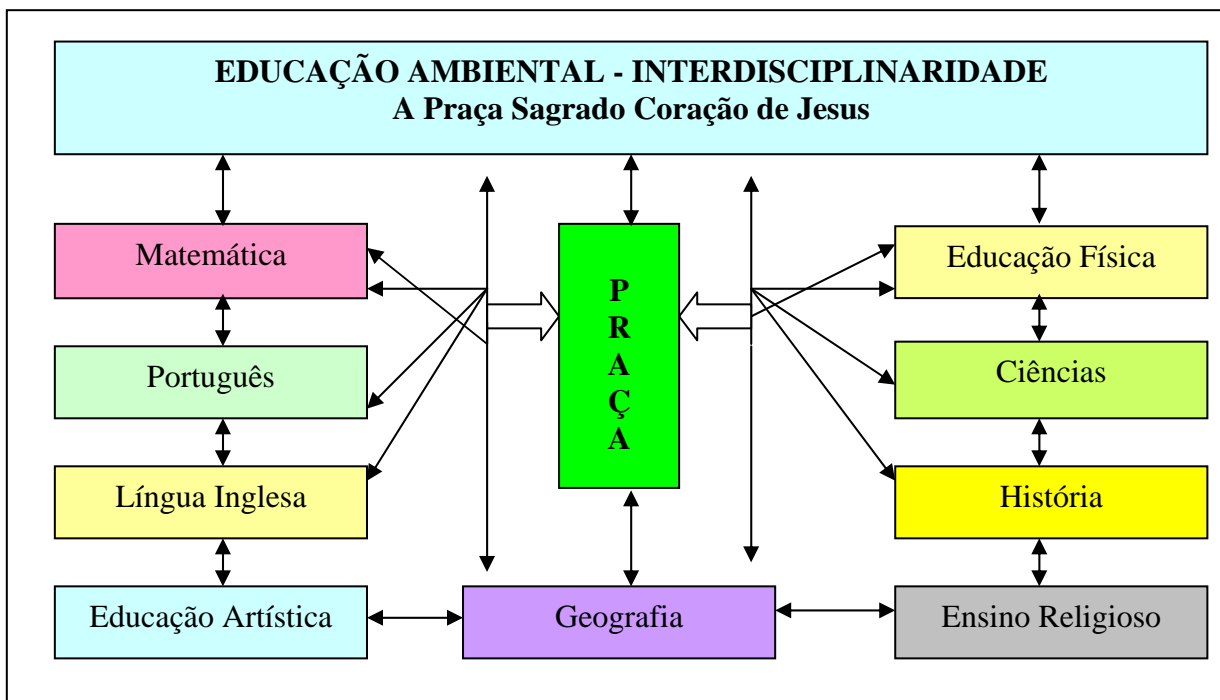 EDUCAÇÃO AMBIENTAL - INTERDISCIPLINARIDADE
A Praça Sagrado Coração de Jesus
Matemática
Educação Física
P
R
A
Ç
A
Português
Ciências
Língua Inglesa
História
Educação Artística
Geografia
Ensino Religioso